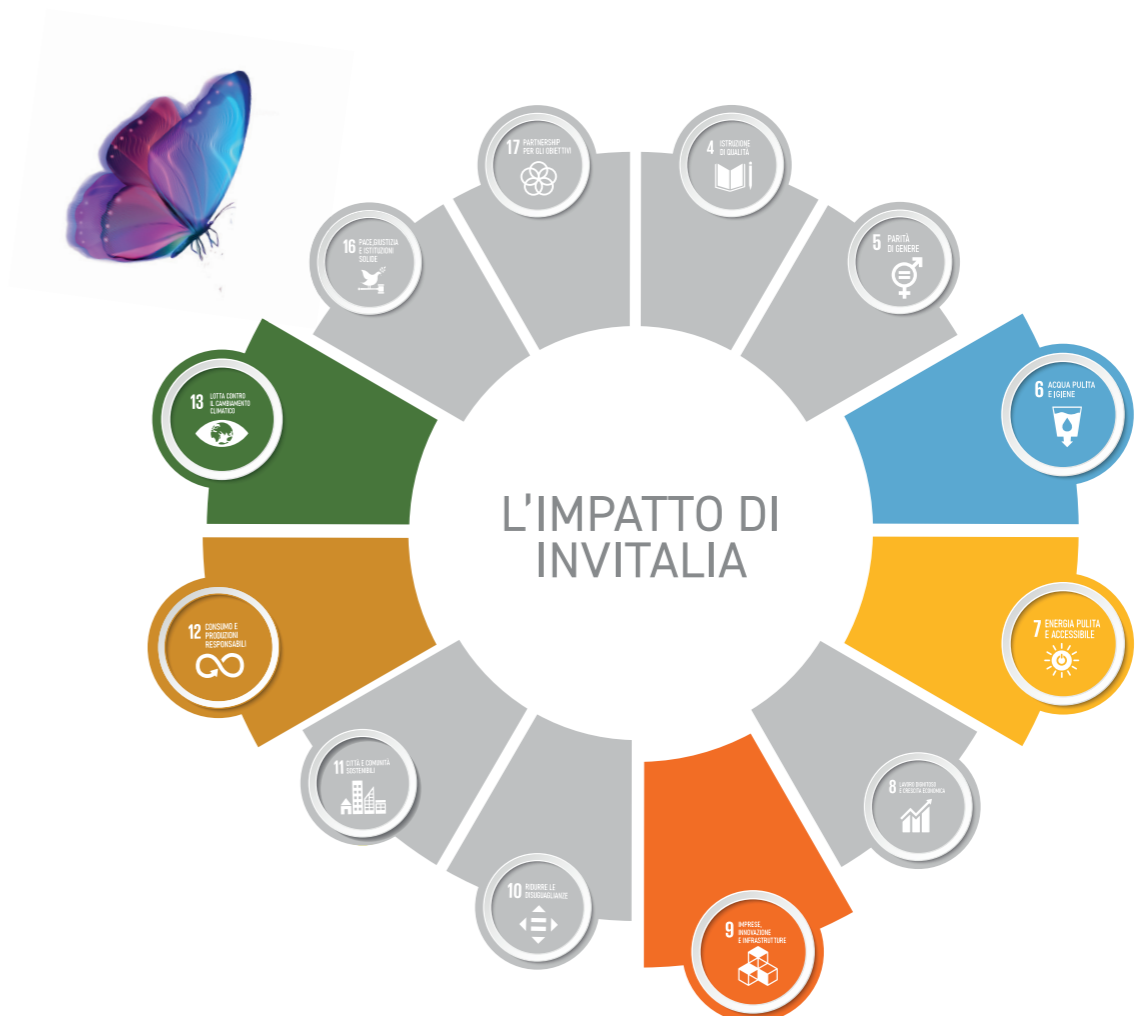 17 PARTNERSHIP
PER GLI OBIETTIVI
4 ISTRUZIONE
DI QUALITÀ
16 PACE,GIUSTIZIA
E ISTITUZIONI
SOLIDE
5 PARITÀ
DI GENERE
13 LOTTA CONTRO
IL CAMBIAMENTO
CLIMATICO
6 ACQUA PULITA
E IGIENE
L'IMPATTO DI
INVITALIA
12 CONSUMO E
PRODUZIONI
RESPONSABILI
7 ENERGIA PULITA
E ACCESSIBILE
11 CITTÀ E COMUNITÀ
SOSTENIBILI
8 LAVORO DIGNITOSO
E CRESCITA ECONOMICA
10 RIDURRE LE
DISUGUAGLIANZE
9 IMPRESE,
INNOVAZIONE
E INFRASTRUTTURE